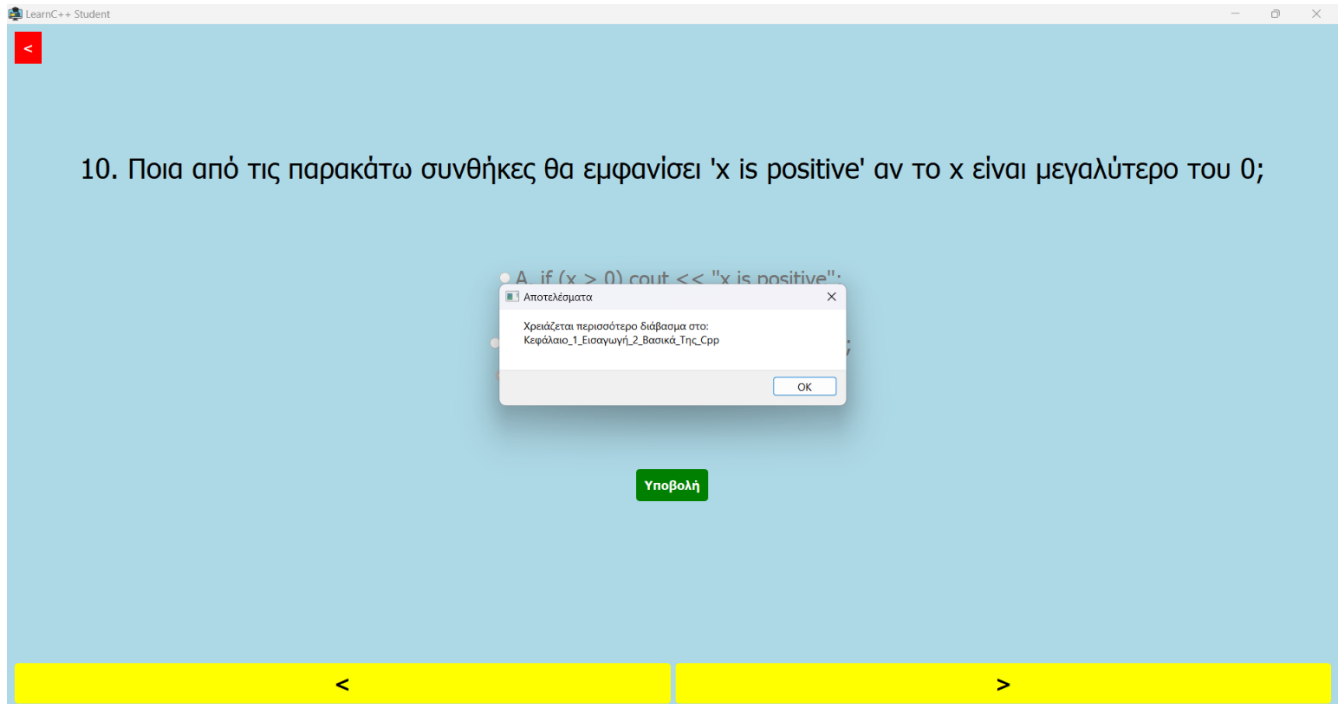 LearnC++ Student
<
10. Ποια από τις παρακάτω συνθήκες θα εμφανίσει 'x is positive' αν το x είναι μεγαλύτερο του 0;
A. if (x > 0) cout << "x is positive";
Αποτελέσματα
Χρειάζεται περισσότερο διάβασμα στο:
Κεφάλαιο_1_Εισαγωγή_2_Βασικά_Της_Cpp
;
OK
Υποβολή
<
>